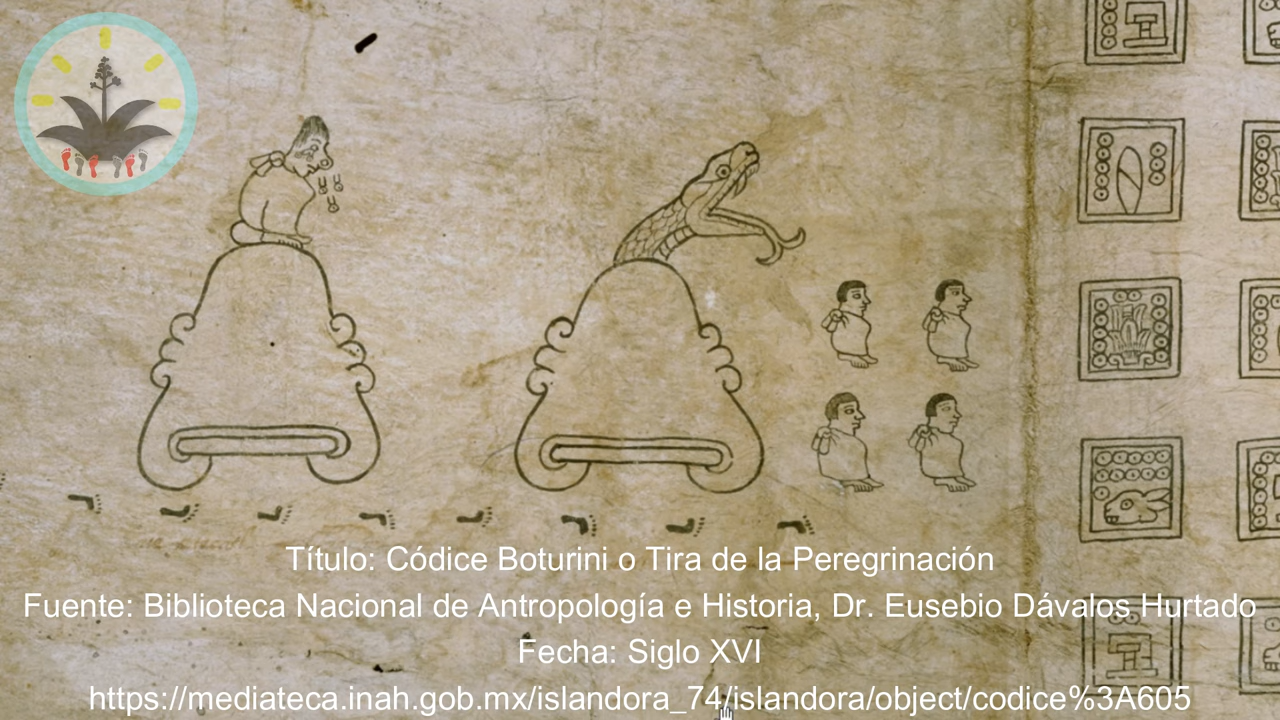 Título: Códice Boturini o Tira de la Peregrinación
Fuente: Biblioteca Nacional de Antropología e Historia, Dr. Eusebio Dávalos Hurtado
Fecha: Siglo XVI
https://mediateca.inah.gob.mx/islandora_74/islandora/object/codice%3A605